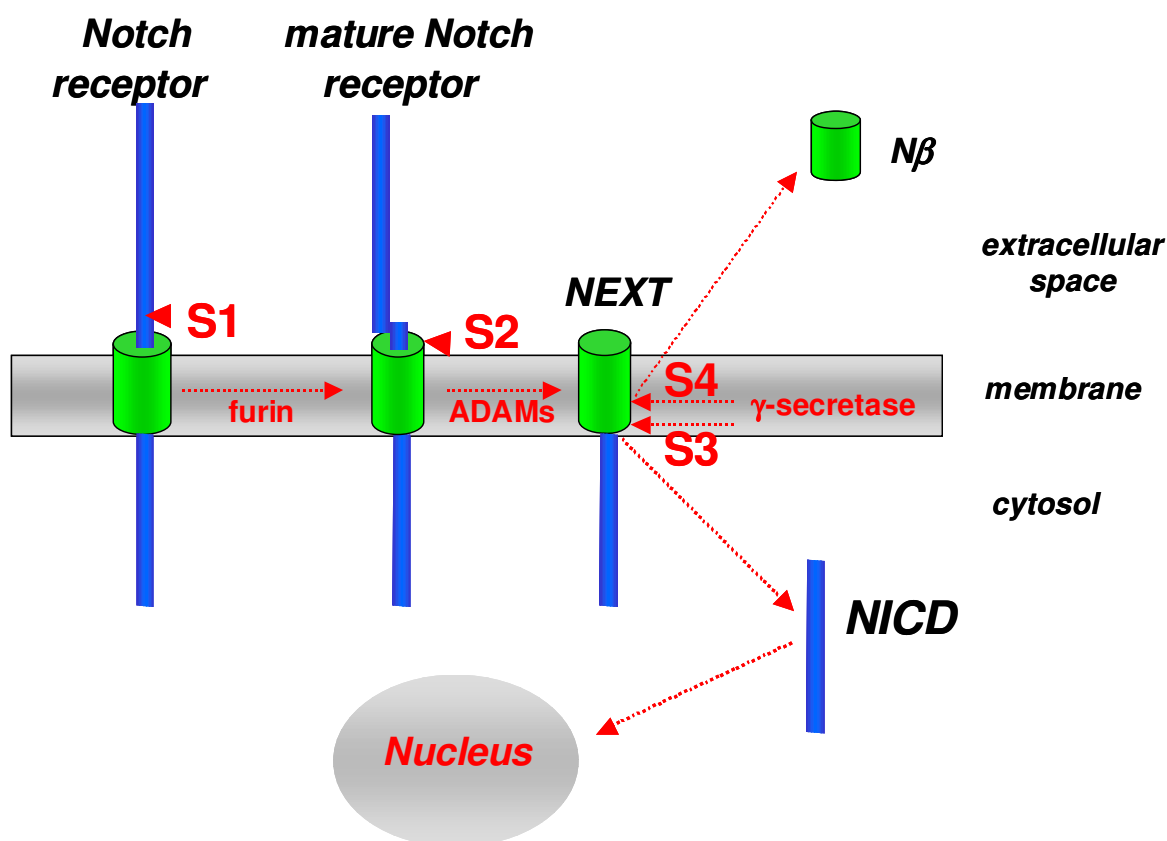 Notch
receptor
mature Notch
receptor
Nβ
extracellular
space
NEXT
S1
S2
S4
furin
ADAMs
γ-secretase
membrane
S3
cytosol
NICD
Nucleus